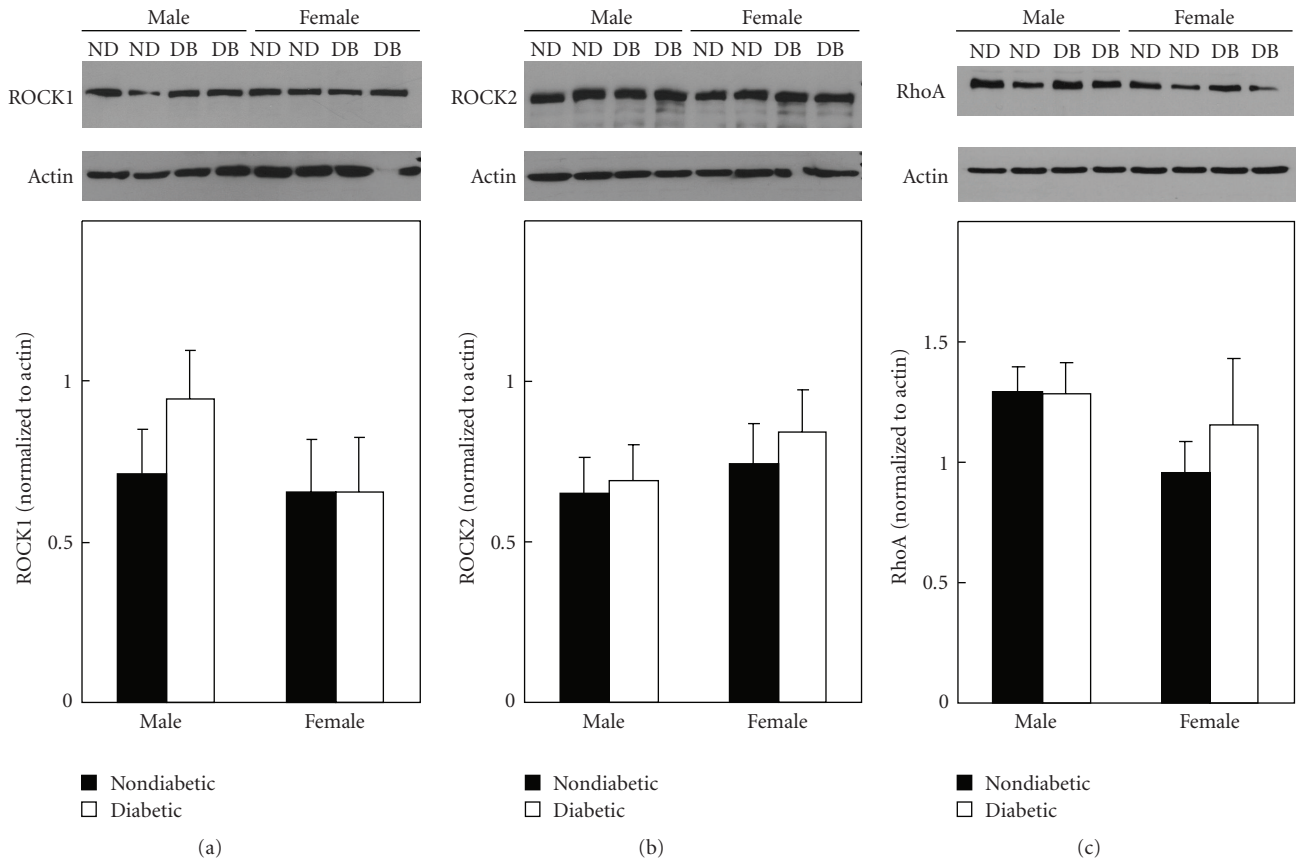 Male Female
ND ND DB DB ND ND DB DB
ROCK1
Actin
ROCK1 (normalized to actin)
1
0.5
0
Male Female
Nondiabetic
Diabetic
(a)
Male Female
ND ND DB DB ND ND DB DB
ROCK2
Actin
ROCK2 (normalized to actin)
1
0.5
0
Male Female
Nondiabetic
Diabetic
(b)
Male Female
ND ND DB DB ND ND DB DB
RhoA
Actin
RhoA (normalized to actin)
1.5
1
0.5
0
Male Female
Nondiabetic
Diabetic
(c)